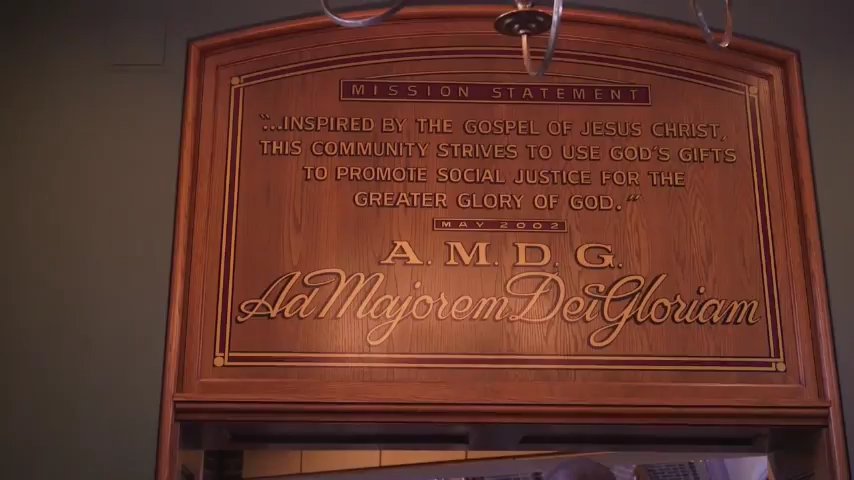 MISSION STATEMENT
"...INSPIRED BY THE GOSPEL OF JESUS CHRIST,
THIS COMMUNITY STRIVES TO USE GOD'S GIFTS
TO PROMOTE SOCIAL JUSTICE FOR THE
GREATER GLORY OF GOD."
MAY 2002
A. M. D. G.
Ad Majorem Dei Gloriam